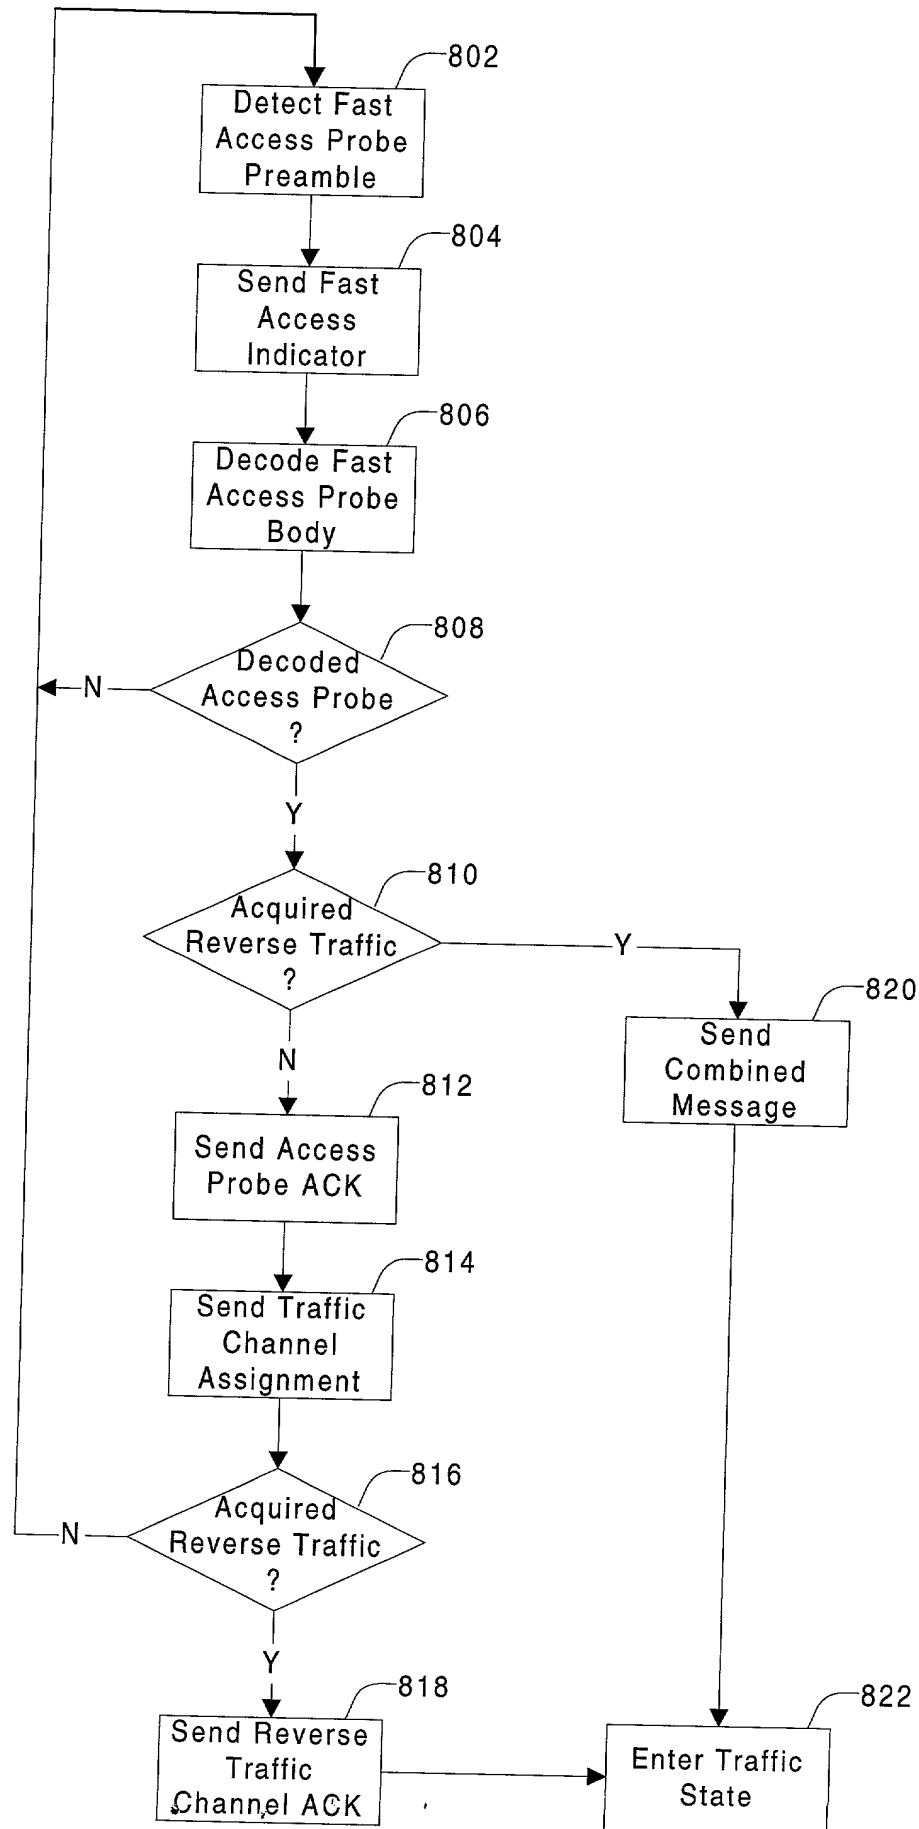 802
Detect Fast
Access Probe
Preamble
804
Send Fast
Access
Indicator
806
Decode Fast
Access Probe
Body
808
Decoded
Access Probe
?
N
Y
810
Acquired
Reverse Traffic
?
Y
N
820
Send
Combined
Message
812
Send Access
Probe ACK
814
Send Traffic
Channel
Assignment
816
Acquired
Reverse Traffic
?
N
Y
818
Send Reverse
Traffic
Channel ACK
822
Enter Traffic
State